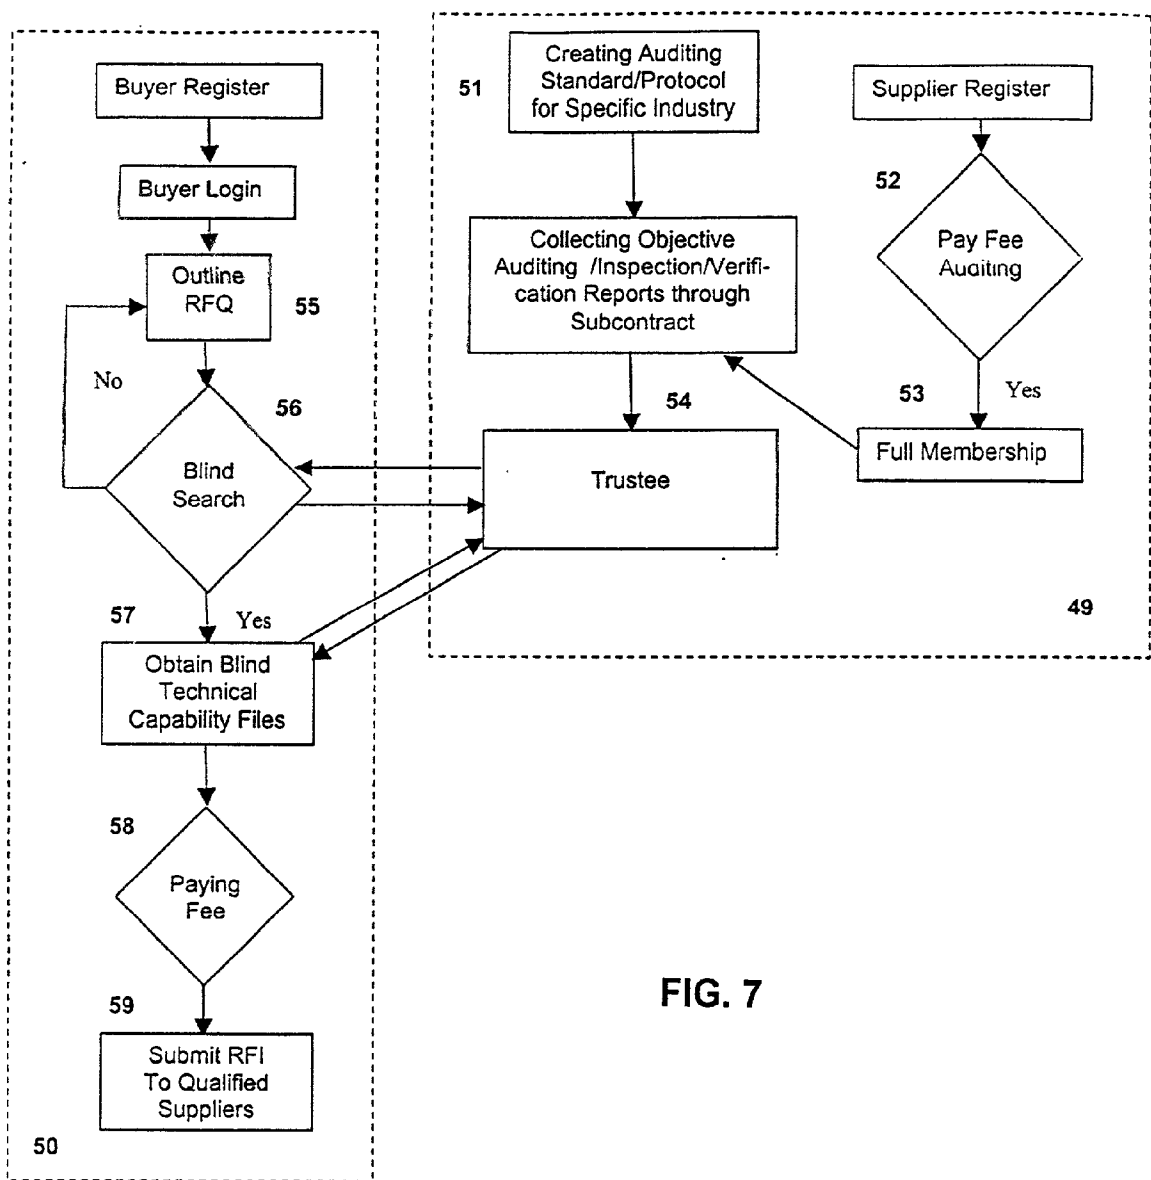 Buyer Register
Buyer Login
Outline
RFQ
55
No
56
Blind
Search
57
Yes
Obtain Blind
Technical
Capability Files
58
Paying
Fee
59
Submit RFI
To Qualified
Suppliers
50
51
Creating Auditing
Standard/Protocol
for Specific Industry
Supplier Register
52
Collecting Objective
Auditing /Inspection/Verifi-
cation Reports through
Subcontract
Pay Fee
Auditing
53
Yes
54
Full Membership
Trustee
49
FIG. 7